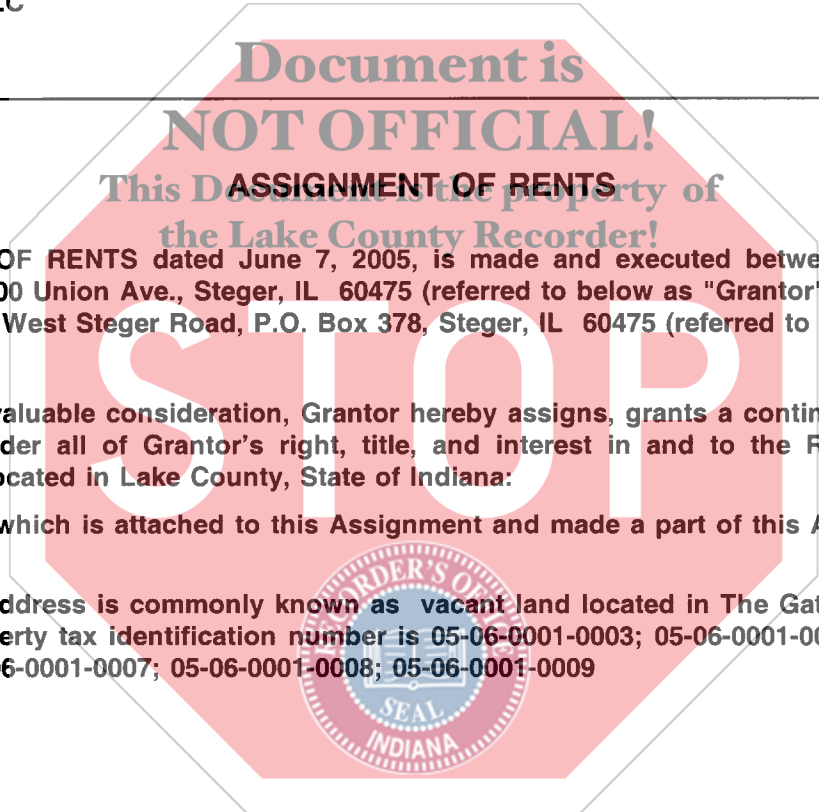 LC
Document is
NOT OFFICIAL!
This Document is the property of
the Lake County Recorder!
ASSIGNMENT OF RENTS
OF RENTS dated June 7, 2005, is made and executed betwe
00 Union Ave., Steger, IL 60475 (referred to below as "Grantor"
West Steger Road, P.O. Box 378, Steger, IL 60475 (referred to
valuable consideration, Grantor hereby assigns, grants a contin
der all of Grantor's right, title, and interest in and to the R
ocated in Lake County, State of Indiana:
which is attached to this Assignment and made a part of this A
ddress is commonly known as vacant land located in The Gat
erty tax identification number is 05-06-0001-0003; 05-06-0001-00
6-0001-0007; 05-06-0001-0008; 05-06-0001-0009
STOP
RECORDER'S OFFICE
SEAL
INDIANA